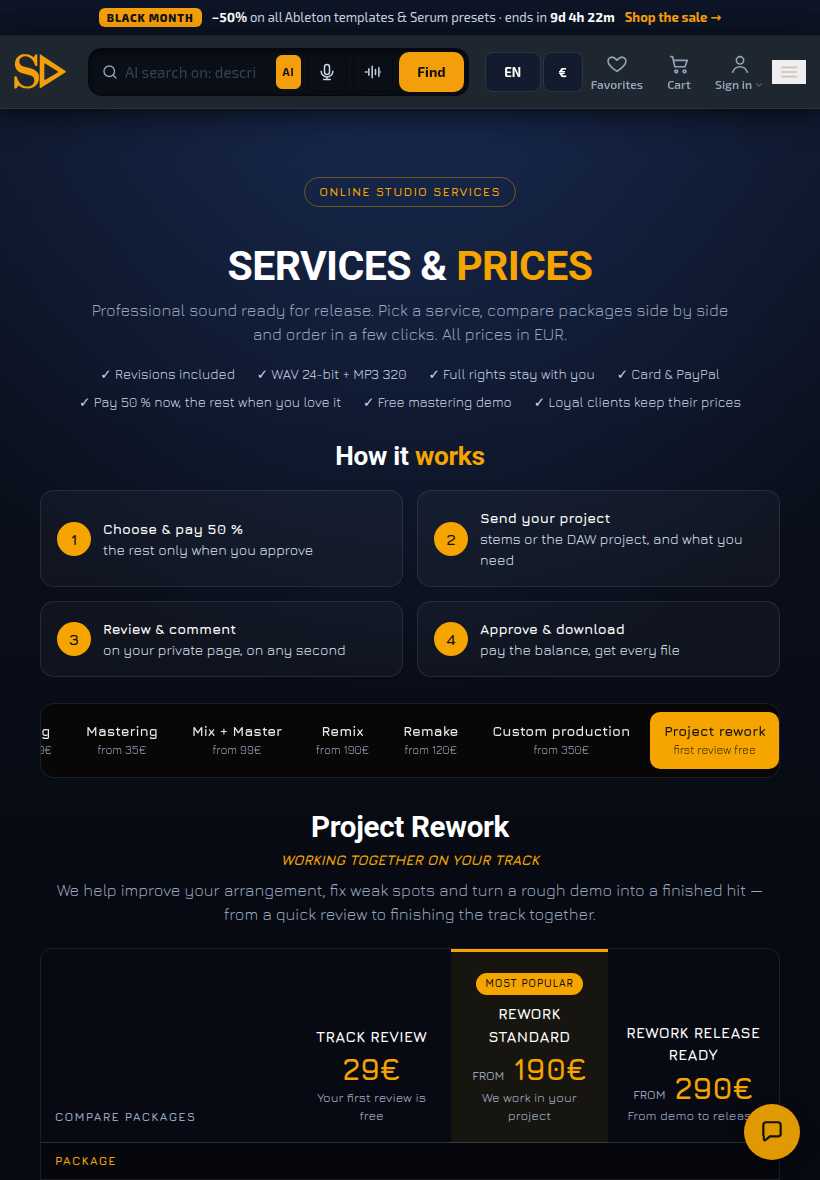 BLACK MONTH −50% on all Ableton templates & Serum presets · ends in 9d 4h 22m Shop the sale →
AI search on: descri AI Find EN € Favorites Cart Sign in
ONLINE STUDIO SERVICES
SERVICES & PRICES
Professional sound ready for release. Pick a service, compare packages side by side
and order in a few clicks. All prices in EUR.
✓ Revisions included ✓ WAV 24-bit + MP3 320 ✓ Full rights stay with you ✓ Card & PayPal
✓ Pay 50 % now, the rest when you love it ✓ Free mastering demo ✓ Loyal clients keep their prices
How it works
1 Choose & pay 50 %
the rest only when you approve
2 Send your project
stems or the DAW project, and what you
need
3 Review & comment
on your private page, on any second
4 Approve & download
pay the balance, get every file
g Mastering Mix + Master Remix Remake Custom production Project rework
9€ from 35€ from 99€ from 190€ from 120€ from 350€ first review free
Project Rework
WORKING TOGETHER ON YOUR TRACK
We help improve your arrangement, fix weak spots and turn a rough demo into a finished hit —
from a quick review to finishing the track together.
COMPARE PACKAGES
TRACK REVIEW
29€
Your first review is
free
MOST POPULAR
REWORK
STANDARD
FROM 190€
We work in your
project
REWORK RELEASE
READY
FROM 290€
From demo to releas
PACKAGE